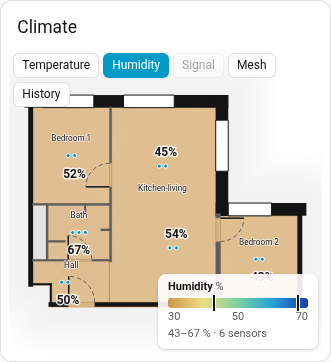 Climate
Temperature Humidity Signal Mesh
History
Bedroom 1
52%
45%
Kitchen-living
Bath
67%
54%
Bedroom 2
Hall
50%
Humidity %
30 50 70
43–67 % · 6 sensors